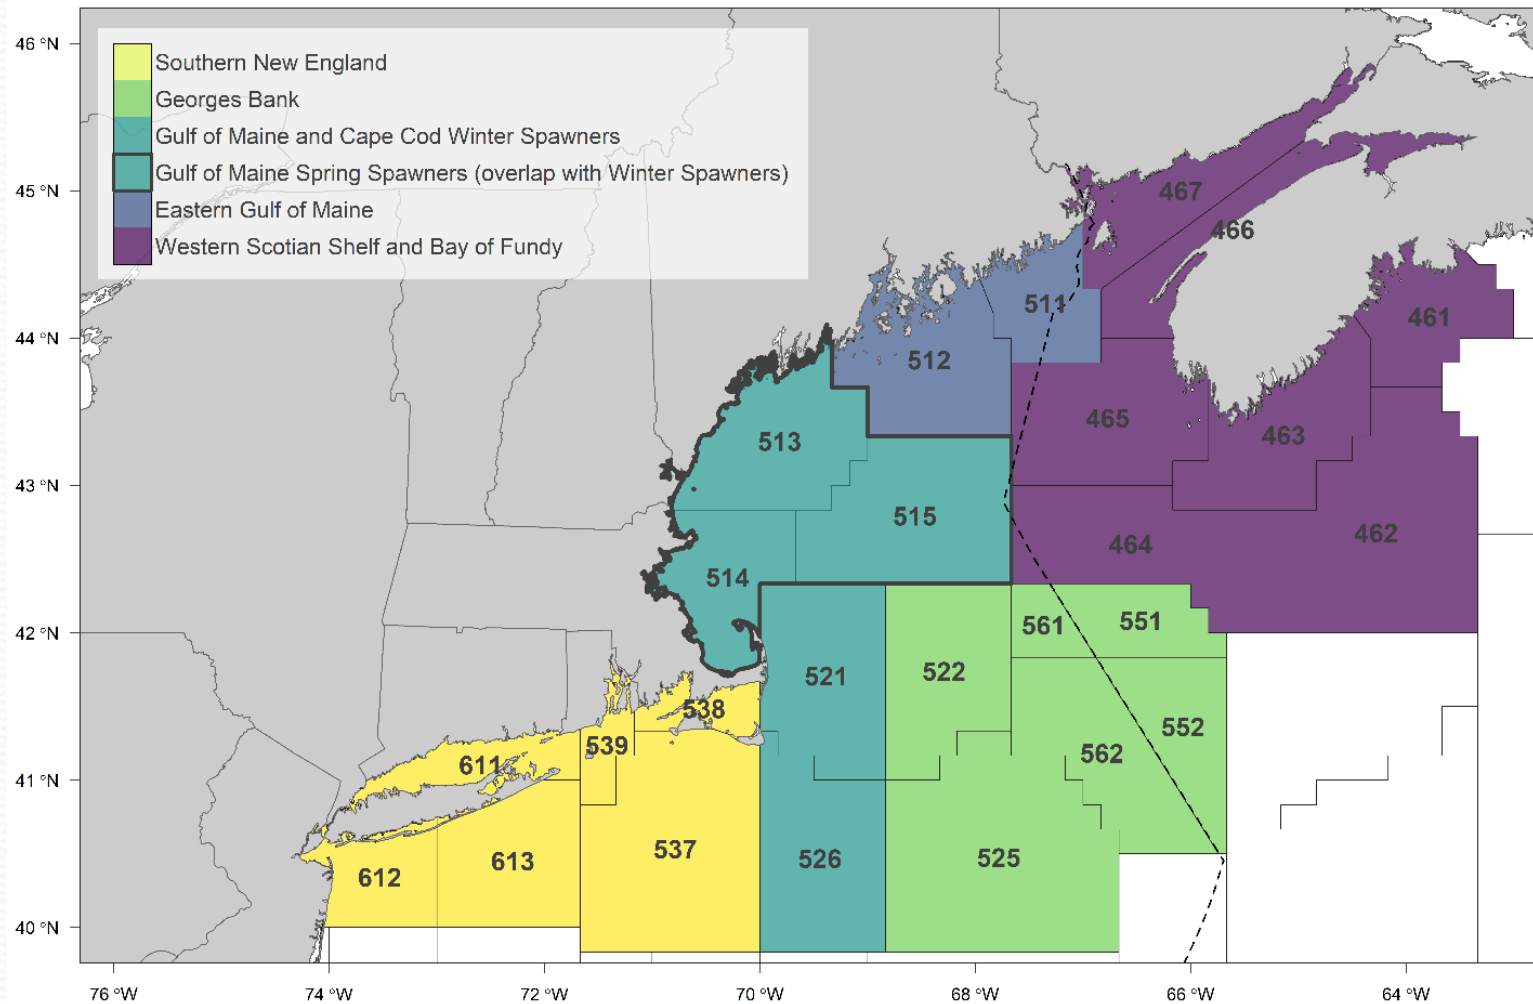 46 °N
Southern New England
Georges Bank
Gulf of Maine and Cape Cod Winter Spawners
Gulf of Maine Spring Spawners (overlap with Winter Spawners)
Eastern Gulf of Maine
Western Scotian Shelf and Bay of Fundy
45 °N
467
466
44 °N
511
461
512
465
463
513
43 °N
515
462
464
514
42 °N
561
551
521
522
538
552
539
562
41 °N
611
537
526
525
613
612
40 °N
76 °W
74 °W
72 °W
70 °W
68 °W
66 °W
64 °W